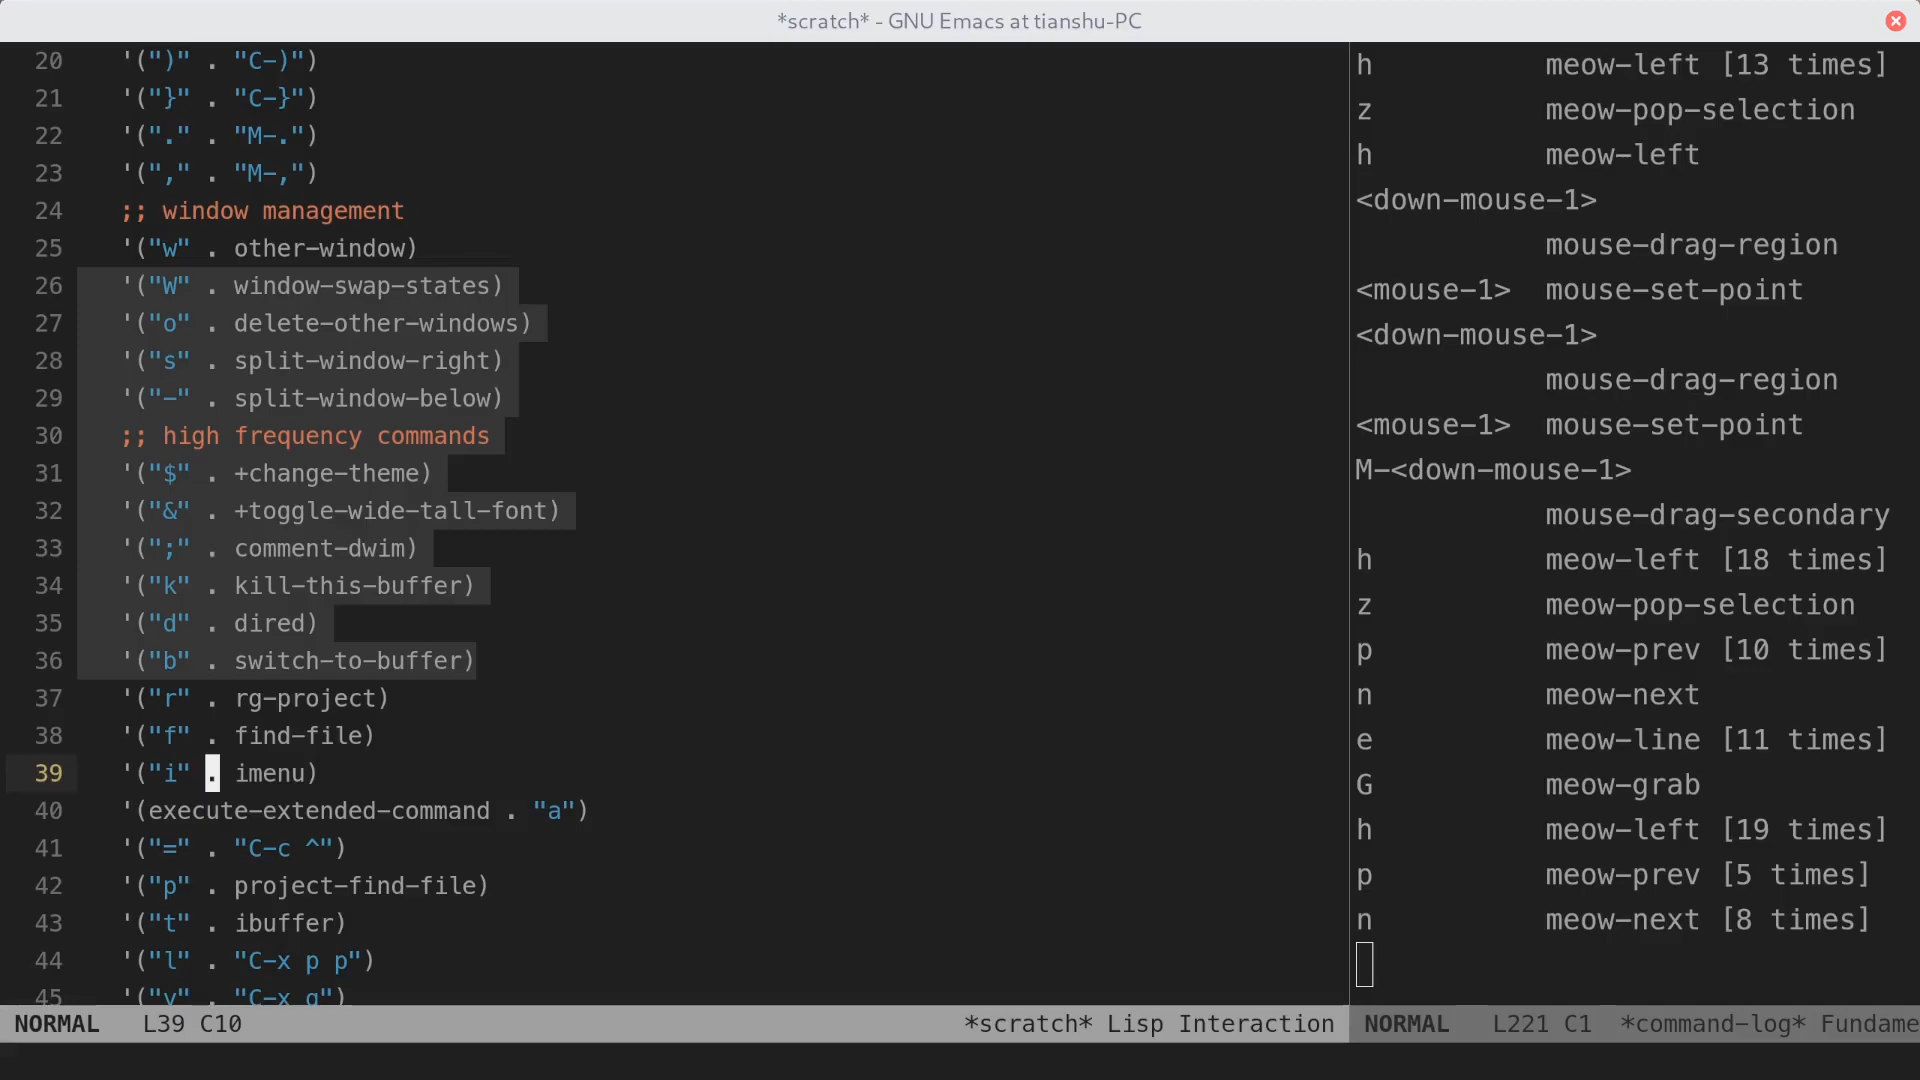 *scratch* - GNU Emacs at tianshu-PC
20 '(")" . "C-)")
21 '("}" . "C-}")
22 '("." . "M-.")
23 '("," . "M-,")
24 ;; window management
25 '("w" . other-window)
26 '("W" . window-swap-states)
27 '("o" . delete-other-windows)
28 '("s" . split-window-right)
29 '("-" . split-window-below)
30 ;; high frequency commands
31 '("$" . +change-theme)
32 '("&" . +toggle-wide-tall-font)
33 '(";" . comment-dwim)
34 '("k" . kill-this-buffer)
35 '("d" . dired)
36 '("b" . switch-to-buffer)
37 '("r" . rg-project)
38 '("f" . find-file)
39 '("i" . imenu)
40 '(execute-extended-command . "a")
41 '("=" . "C-c ^")
42 '("p" . project-find-file)
43 '("t" . ibuffer)
44 '("l" . "C-x p p")
45 '("v" . "C-x g")
NORMAL L39 C10 *scratch* Lisp Interaction
h meow-left [13 times]
z meow-pop-selection
h meow-left
<down-mouse-1>
mouse-drag-region
<mouse-1> mouse-set-point
<down-mouse-1>
mouse-drag-region
<mouse-1> mouse-set-point
M-<down-mouse-1>
mouse-drag-secondary
h meow-left [18 times]
z meow-pop-selection
p meow-prev [10 times]
n meow-next
e meow-line [11 times]
G meow-grab
h meow-left [19 times]
p meow-prev [5 times]
n meow-next [8 times]
NORMAL L221 C1 *command-log* Fundame